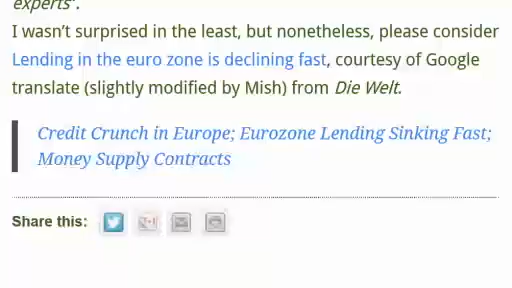 experts".
I wasn't surprised in the least, but nonetheless, please consider
Lending in the euro zone is declining fast, courtesy of Google
translate (slightly modified by Mish) from Die Welt.
Credit Crunch in Europe; Eurozone Lending Sinking Fast;
Money Supply Contracts
Share this: